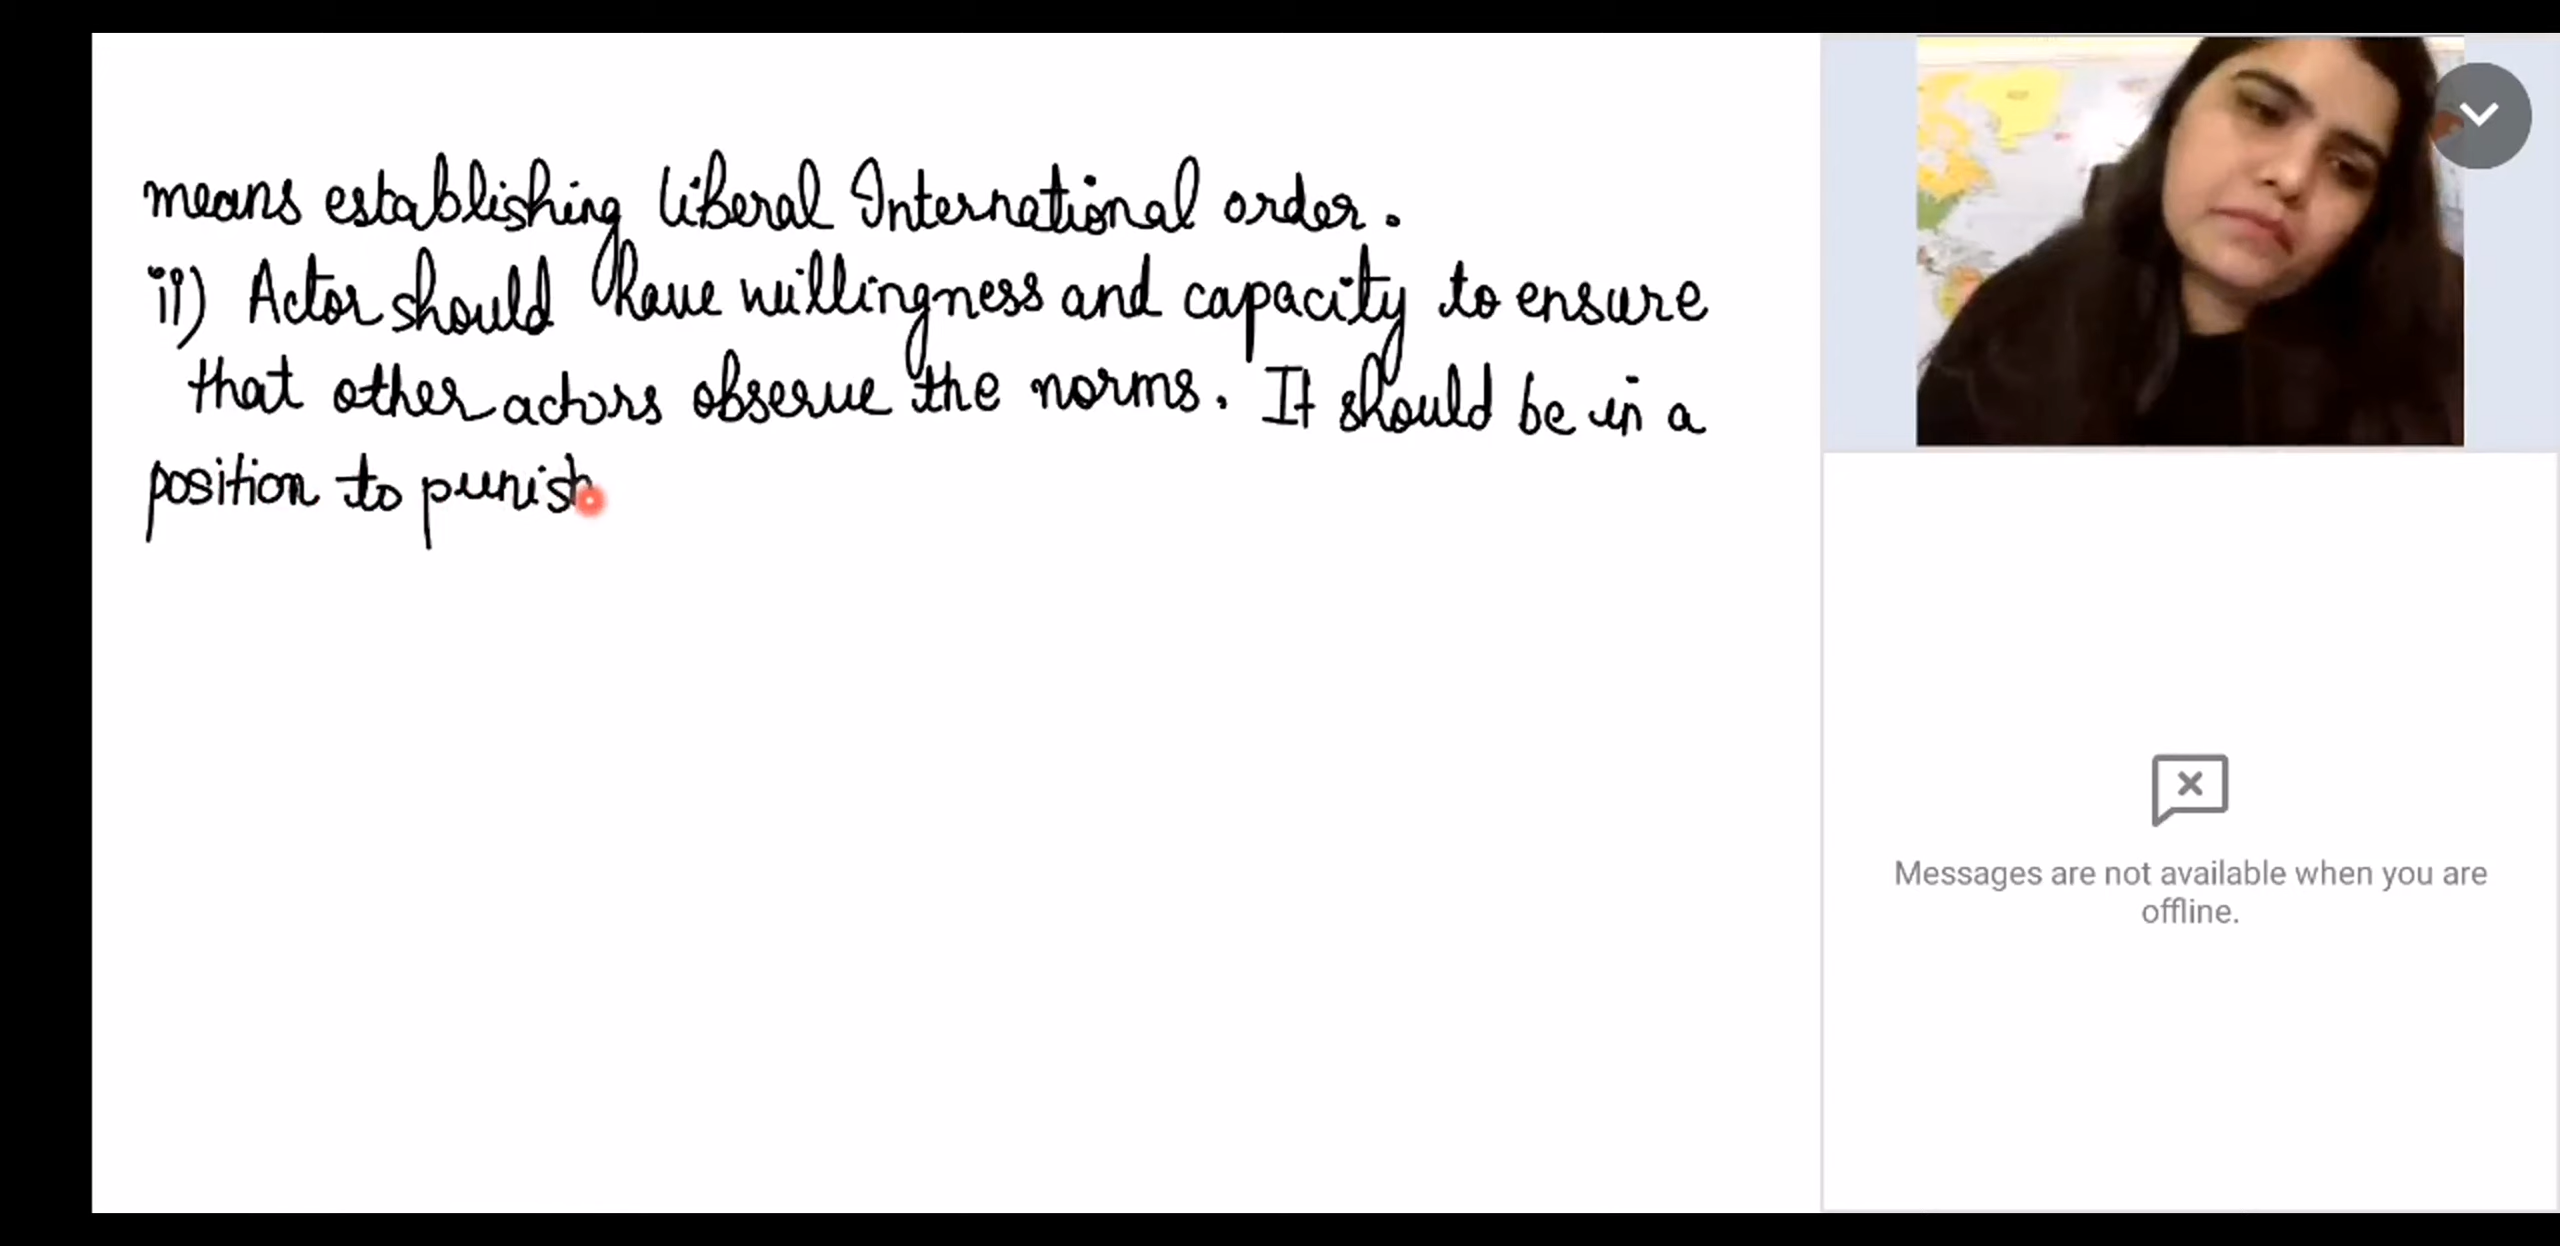 means establishing liberal International order.
ii) Actor should have willingness and capacity to ensure
that other actors observe the norms. It should be in a
position to punish
Messages are not available when you are
offline.